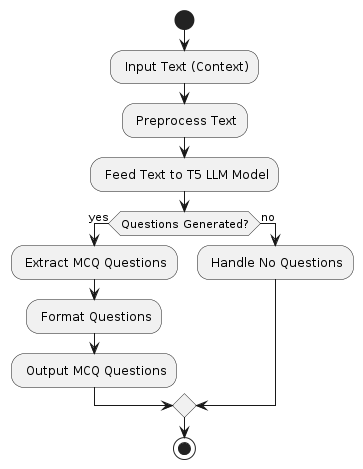 Input Text (Context)
Preprocess Text
Feed Text to T5 LLM Model
Questions Generated?
yes
no
Extract MCQ Questions
Handle No Questions
Format Questions
Output MCQ Questions